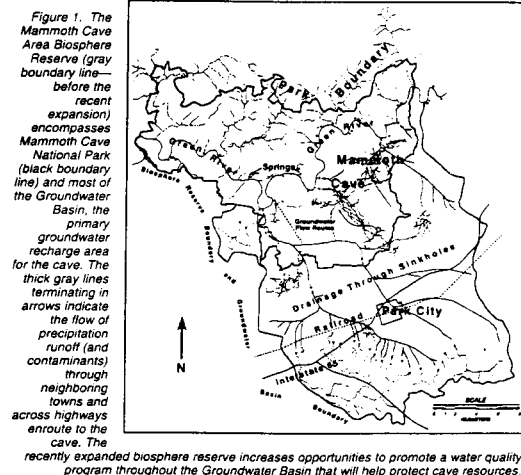 Figure 1. The
Mammoth Cave
Area Biosphere
Reserve (gray
boundary line—
before the
recent
expansion)
encompasses
Mammoth Cave
National Park
(black boundary
line) and most of
the Groundwater
Basin, the
primary
groundwater
recharge area
for the cave. The
thick gray lines
terminating in
arrows indicate
the flow of
precipitation
runoff (and
contaminants)
through
neighboring
towns and
across highways
enroute to the
cave. The
recently expanded biosphere reserve increases opportunities to promote a water quality
program throughout the Groundwater Basin that will help protect cave resources.
Park Boundary
Green River
Green River
Mammoth
Cave
Springs
Biosphere Reserve Boundary and Groundwater
Basin Boundary
Groundwater
Flow Routes
Drainage Through Sinkholes
Railroad
Park City
Interstate 65
N
SCALE